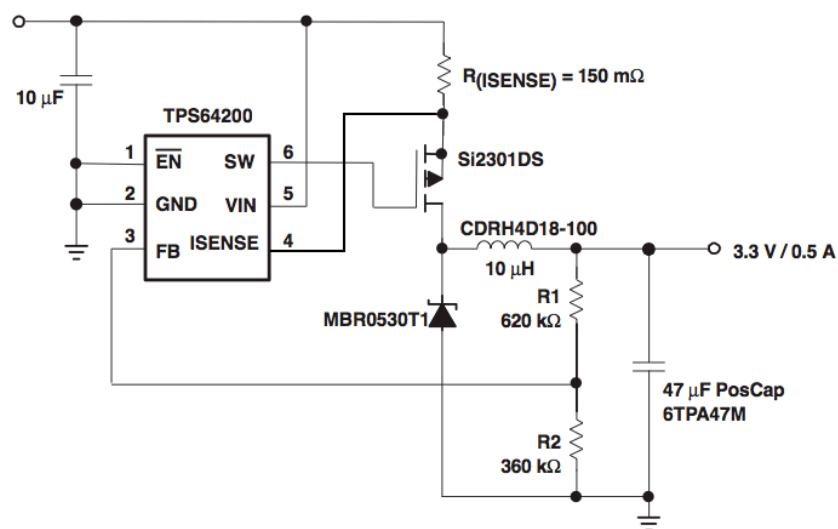 10 µF
TPS64200
R(ISENSE) = 150 mΩ
1
EN
SW
6
Si2301DS
2
GND
VIN
5
3
FB
ISENSE
4
CDRH4D18-100
10 µH
3.3 V / 0.5 A
R1
620 kΩ
MBR0530T1
47 µF PosCap
6TPA47M
R2
360 kΩ